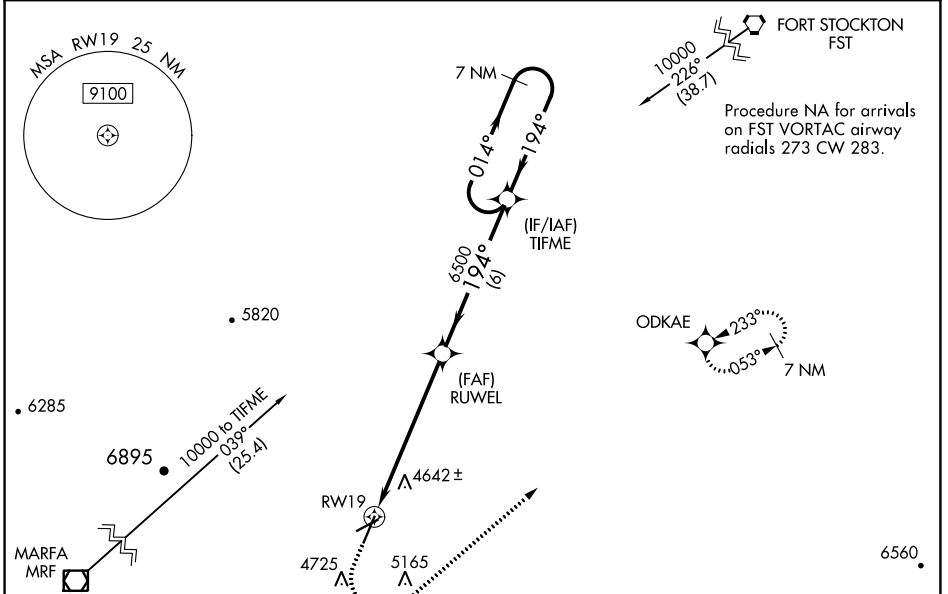 MSA RW19 25 NM
9100
FORT STOCKTON
FST
10000
226°
(38.7)
Procedure NA for arrivals
on FST VORTAC airway
radials 273 CW 283.
7 NM
014°
194°
(IF/IAF)
TIFME
6500
194°
(6)
5820
ODKAE
233°
053°
7 NM
(FAF)
RUWEL
6285
10000 to TIFME
039°
(25.4)
6895
4642 ±
RW19
MARFA
MRF
4725
5165
6560